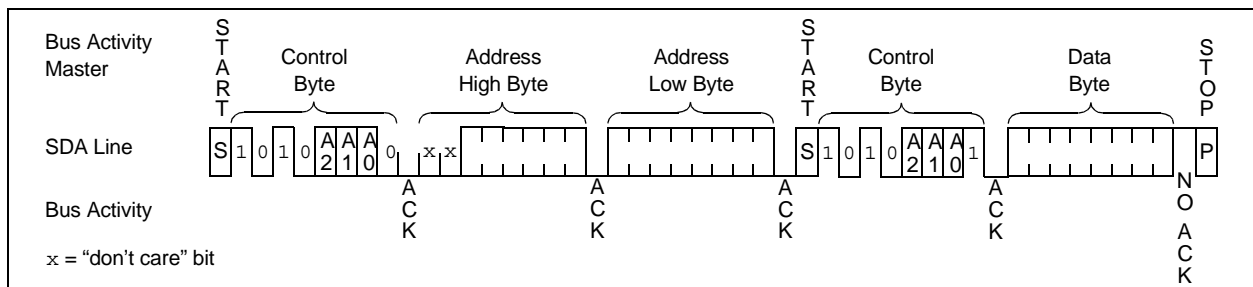 Bus Activity
Master
START
Control
Byte
Address
High Byte
Address
Low Byte
START
Control
Byte
Data
Byte
STOP
SDA Line
S 1 0 1 0 A2 A1 A0 0 x x S 1 0 1 0 A2 A1 A0 1 P
Bus Activity
ACK
ACK
ACK
ACK
NO ACK
x = “don’t care” bit